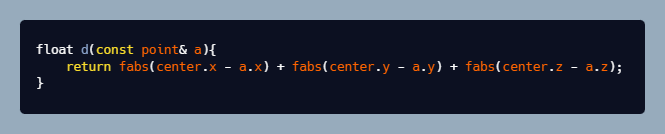 float d(const point& a){
    return fabs(center.x - a.x) + fabs(center.y - a.y) + fabs(center.z - a.z);
}